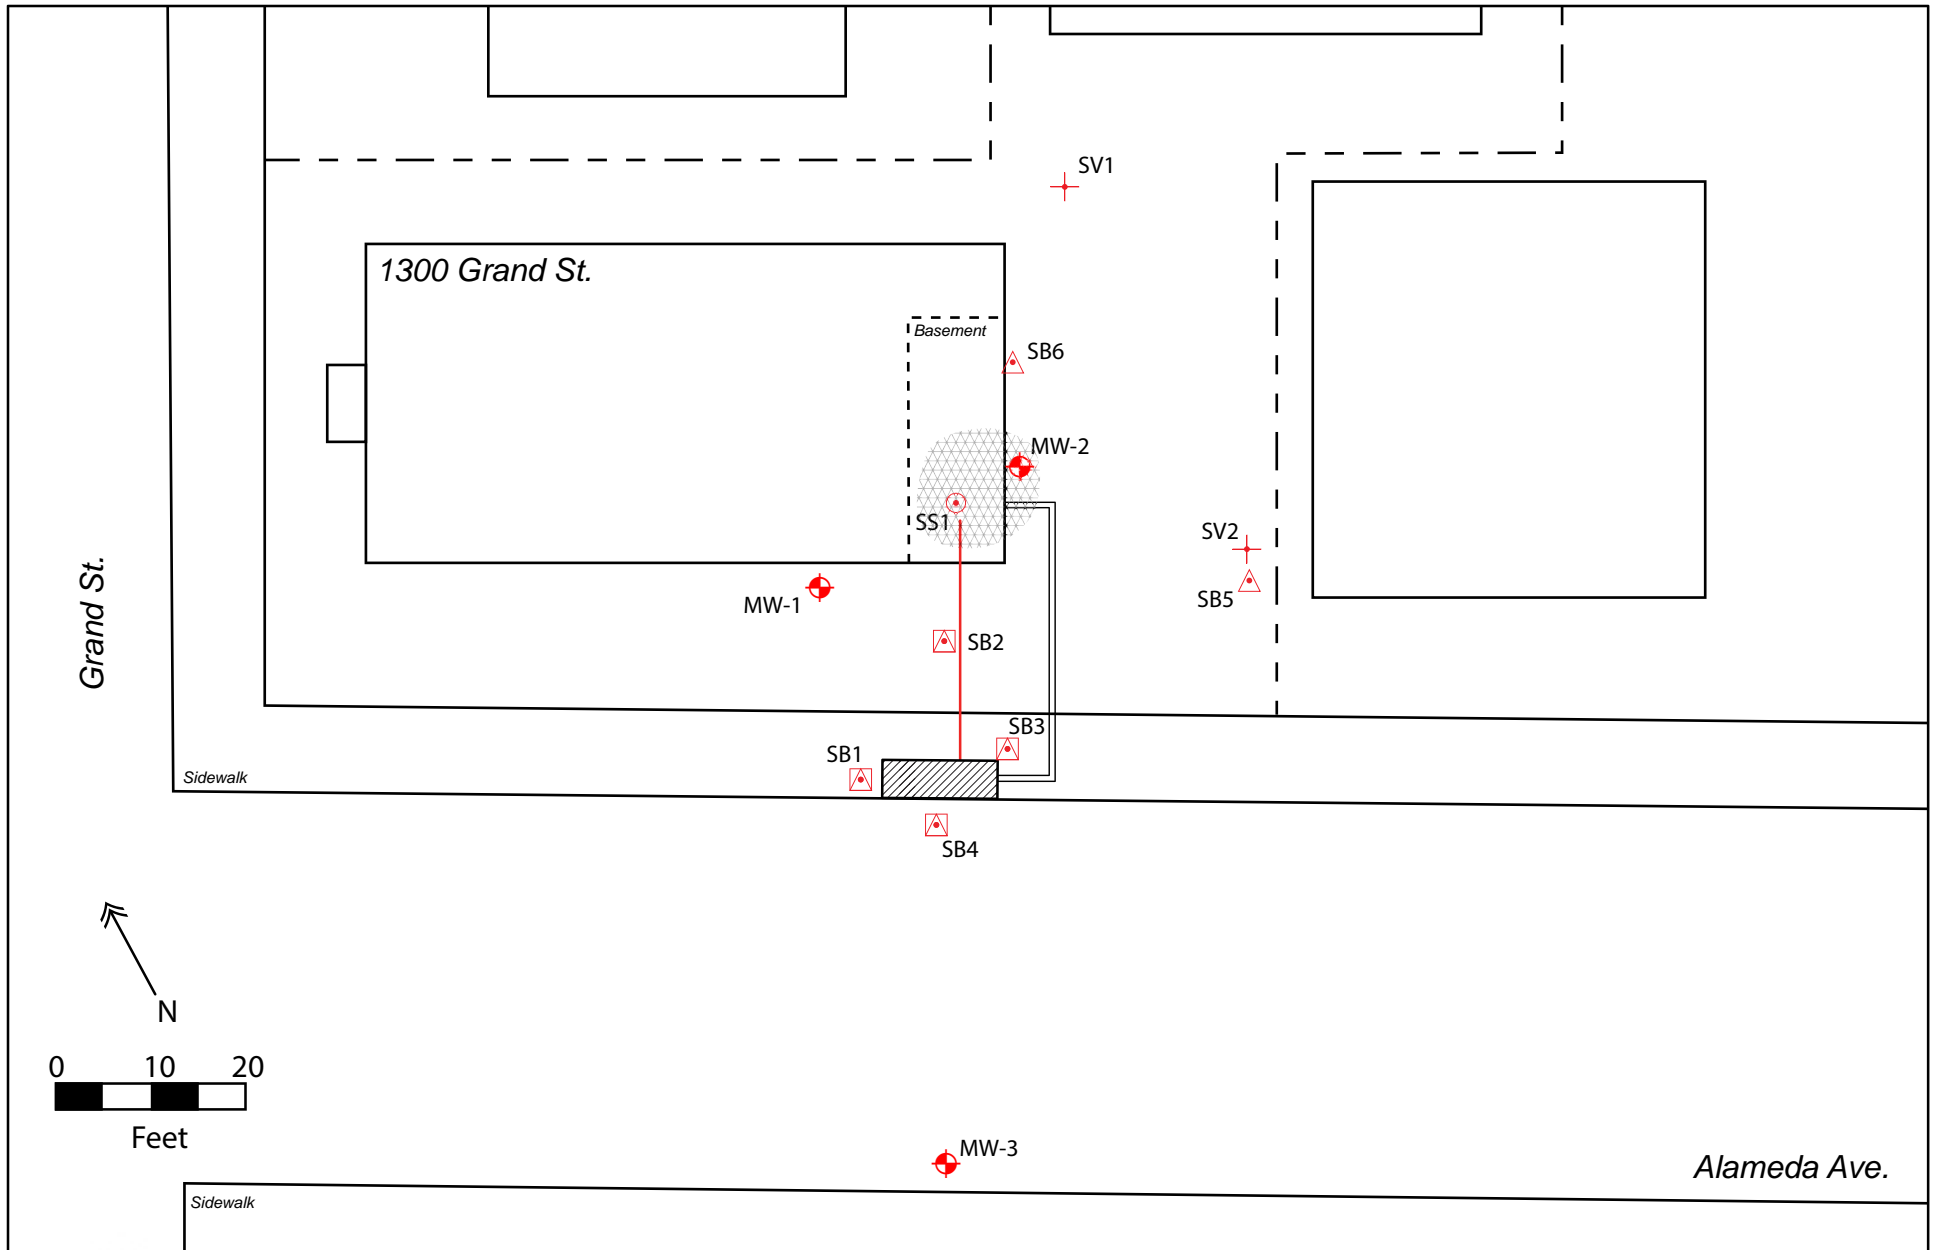 SV1
1300 Grand St.
Basement
SB6
MW-2
SS1
SV2
SB5
MW-1
SB2
Grand St.
SB3
SB1
Sidewalk
SB4
N
0 10 20
Feet
MW-3
Alameda Ave.
Sidewalk